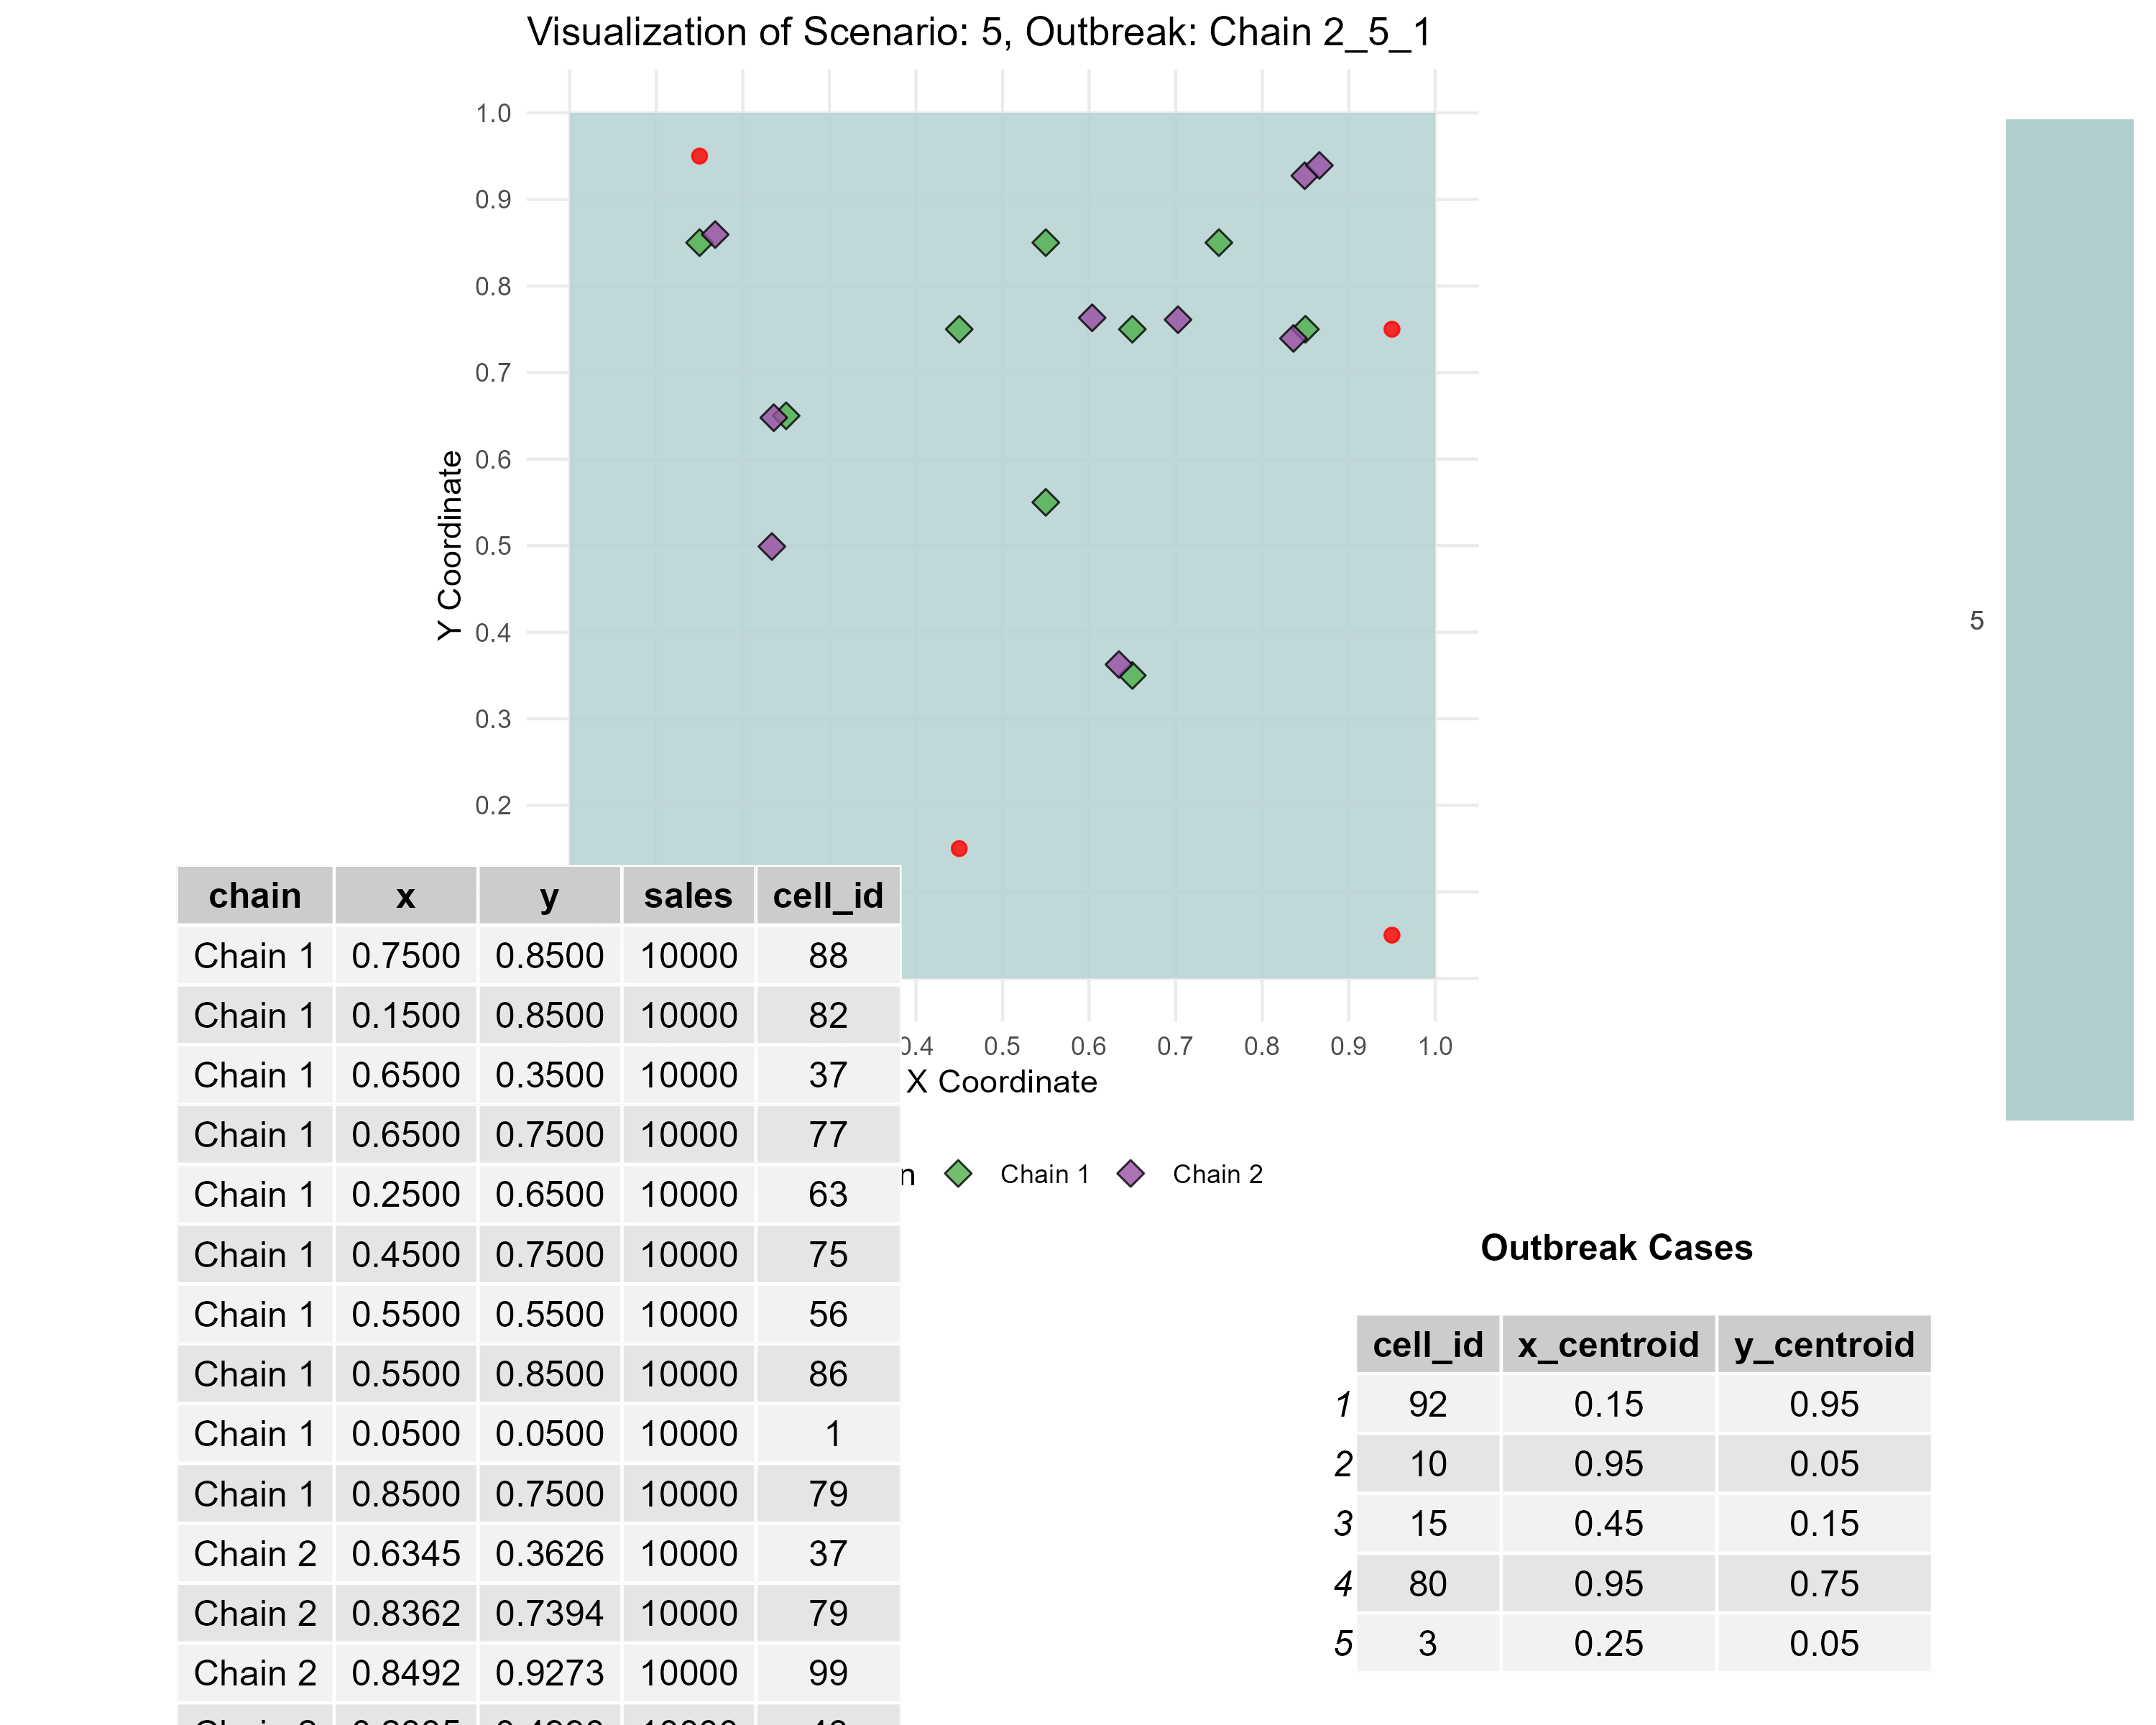 Visualization of Scenario: 5, Outbreak: Chain 2_5_1
1.0
0.9
0.8
0.7
0.6
0.5
0.4
0.3
0.2
Y Coordinate
5
0.4 0.5 0.6 0.7 0.8 0.9 1.0
X Coordinate
n Chain 1 Chain 2
chain x y sales cell_id
Chain 1 0.7500 0.8500 10000 88
Chain 1 0.1500 0.8500 10000 82
Chain 1 0.6500 0.3500 10000 37
Chain 1 0.6500 0.7500 10000 77
Chain 1 0.2500 0.6500 10000 63
Chain 1 0.4500 0.7500 10000 75
Chain 1 0.5500 0.5500 10000 56
Chain 1 0.5500 0.8500 10000 86
Chain 1 0.0500 0.0500 10000 1
Chain 1 0.8500 0.7500 10000 79
Chain 2 0.6345 0.3626 10000 37
Chain 2 0.8362 0.7394 10000 79
Chain 2 0.8492 0.9273 10000 99
Outbreak Cases
cell_id x_centroid y_centroid
1 92 0.15 0.95
2 10 0.95 0.05
3 15 0.45 0.15
4 80 0.95 0.75
5 3 0.25 0.05